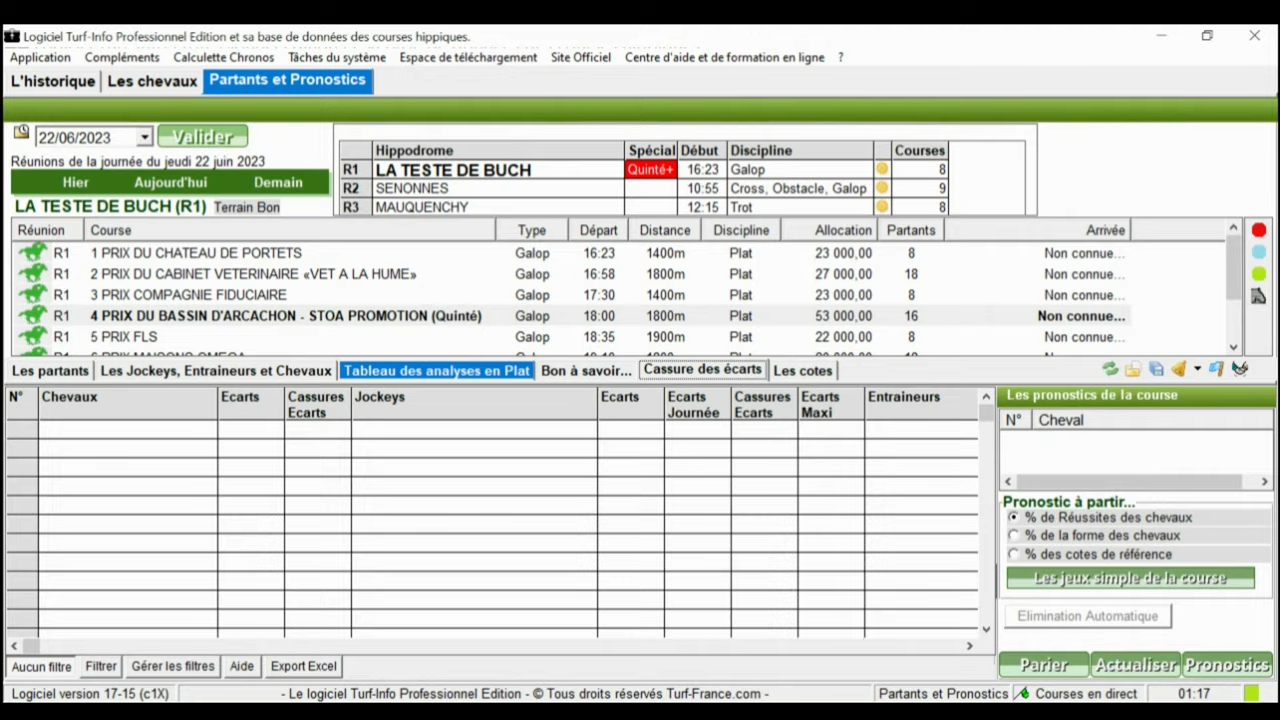 Logiciel Turf-Info Professionnel Edition et sa base de données des courses hippiques.
Application Compléments Calculette Chronos Tâches du système Espace de téléchargement Site Officiel Centre d'aide et de formation en ligne ?
L'historique Les chevaux Partants et Pronostics
22/06/2023 Valider
Réunions de la journée du jeudi 22 juin 2023
Hier Aujourd'hui Demain
LA TESTE DE BUCH (R1) Terrain Bon
Hippodrome Spécial Début Discipline Courses
R1 LA TESTE DE BUCH Quinté+ 16:23 Galop 8
R2 SENONNES 10:55 Cross, Obstacle, Galop 9
R3 MAUQUENCHY 12:15 Trot 8
Réunion Course Type Départ Distance Discipline Allocation Partants Arrivée
R1 1 PRIX DU CHATEAU DE PORTETS Galop 16:23 1400m Plat 23 000,00 8 Non connue...
R1 2 PRIX DU CABINET VETERINAIRE «VET A LA HUME» Galop 16:58 1800m Plat 27 000,00 18 Non connue...
R1 3 PRIX COMPAGNIE FIDUCIAIRE Galop 17:30 1400m Plat 23 000,00 8 Non connue...
R1 4 PRIX DU BASSIN D'ARCACHON - STOA PROMOTION (Quinté) Galop 18:00 1800m Plat 53 000,00 16 Non connue...
R1 5 PRIX FLS Galop 18:35 1900m Plat 22 000,00 8 Non connue...
Les partants Les Jockeys, Entraineurs et Chevaux Tableau des analyses en Plat Bon à savoir... Cassure des écarts Les cotes
N° Chevaux Ecarts Cassures Ecarts Jockeys Ecarts Ecarts Journée Cassures Ecarts Ecarts Maxi Entraineurs
Les pronostics de la course
N° Cheval
Pronostic à partir...
% de Réussites des chevaux
% de la forme des chevaux
% des cotes de référence
Les jeux simple de la course
Elimination Automatique
Parier Actualiser Pronostics
Aucun filtre Filtrer Gérer les filtres Aide Export Excel
Logiciel version 17-15 (c1X) - Le logiciel Turf-Info Professionnel Edition - © Tous droits réservés Turf-France.com - Partants et Pronostics Courses en direct 01:17